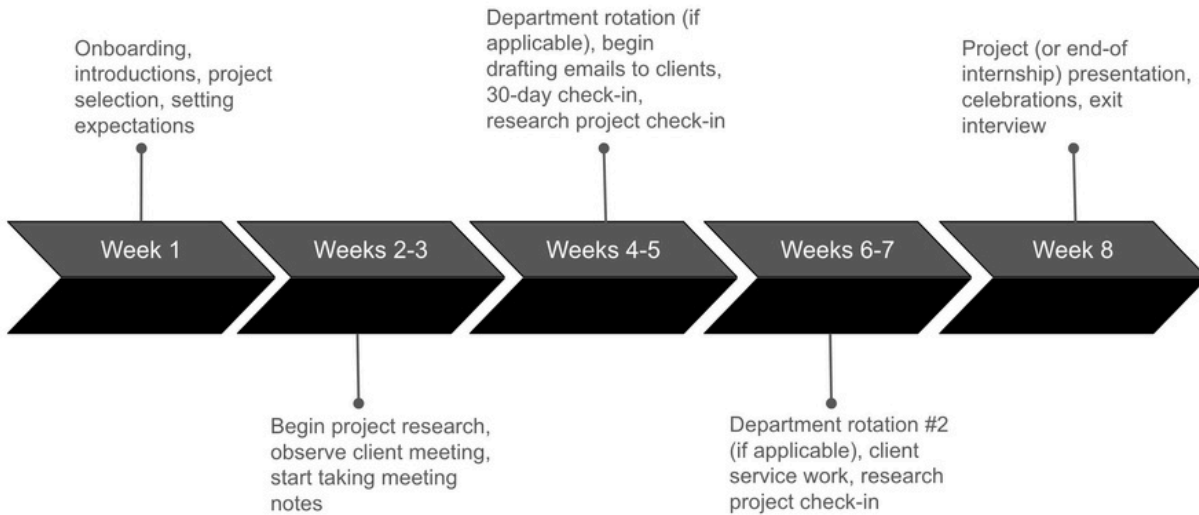 Onboarding,
introductions, project
selection, setting
expectations
Department rotation (if
applicable), begin
drafting emails to clients,
30-day check-in,
research project check-in
Project (or end-of
internship) presentation,
celebrations, exit
interview
Week 1
Weeks 2-3
Weeks 4-5
Weeks 6-7
Week 8
Begin project research,
observe client meeting,
start taking meeting
notes
Department rotation #2
(if applicable), client
service work, research
project check-in